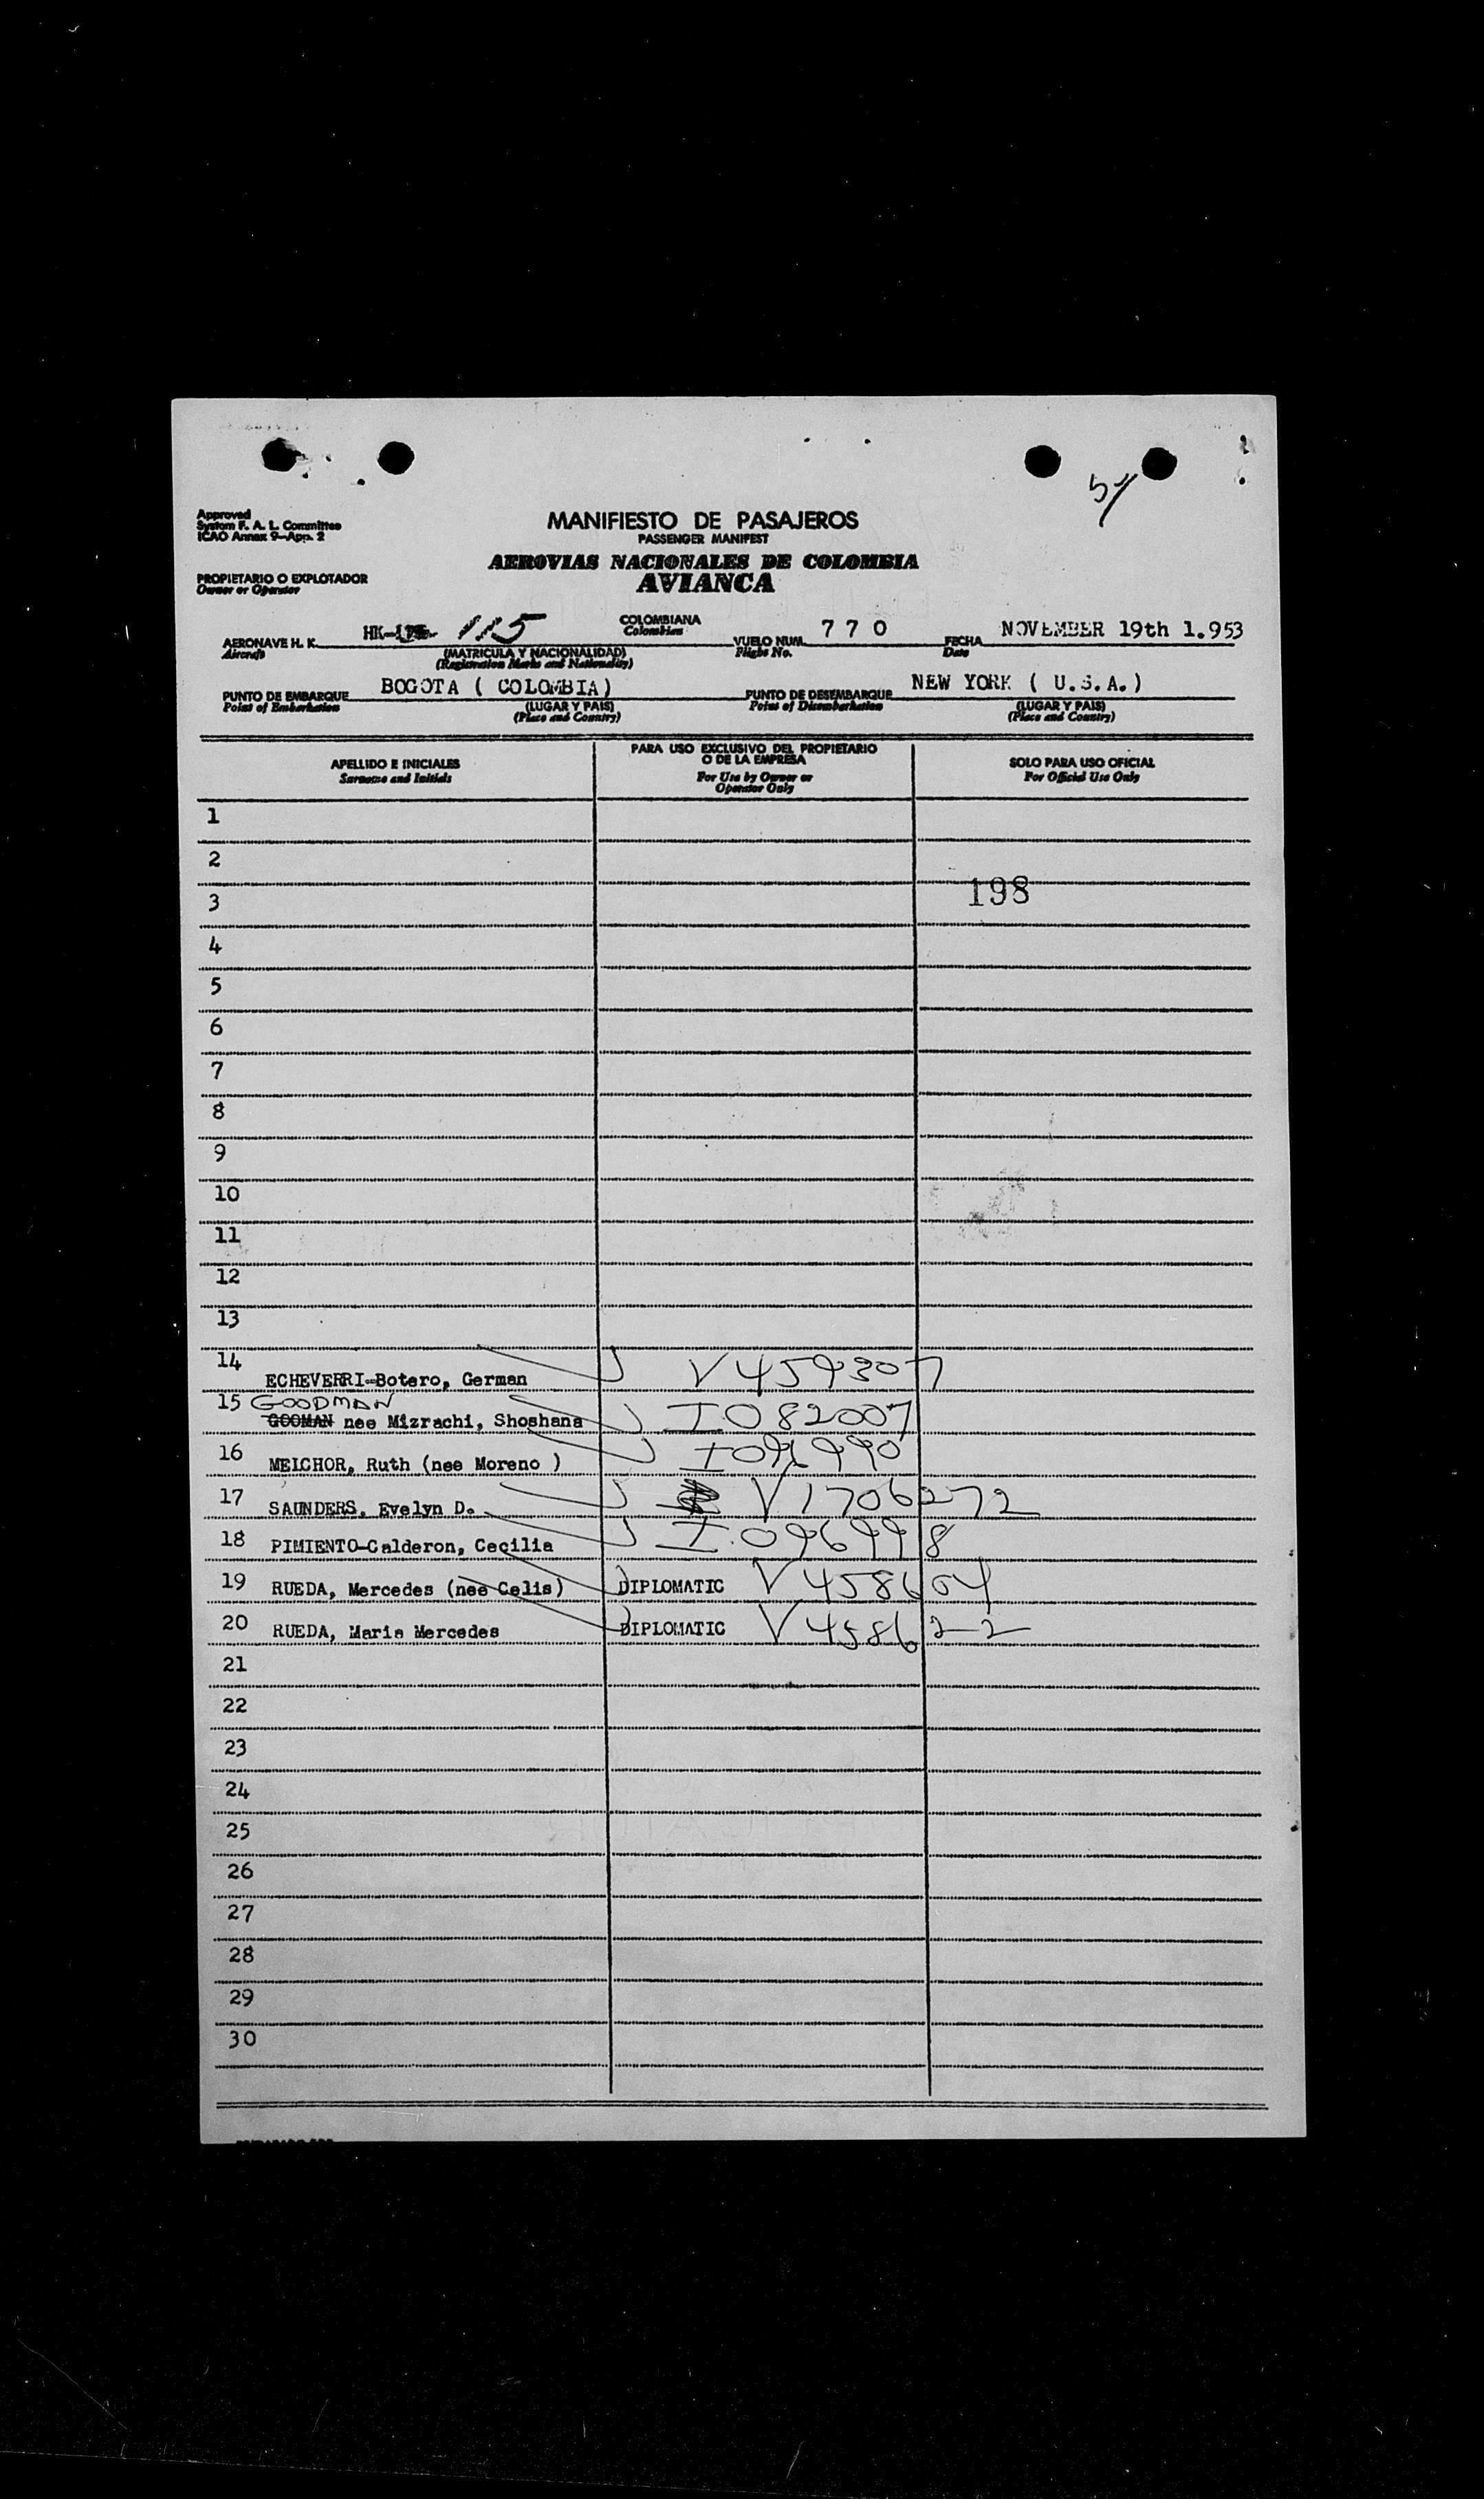 Approved
System F. A. L. Committee
ICAO Annex 9—App. 2
MANIFIESTO DE PASAJEROS
PASSENGER MANIFEST
AEROVIAS NACIONALES DE COLOMBIA
AVIANCA
PROPIETARIO O EXPLOTADOR
Owner or Operator
AERONAVE H. K. HK- 115 COLOMBIANA VUELO NUM. 7 7 0 FECHA NOVEMBER 19th 1.953
Aircraft (MATRICULA Y NACIONALIDAD) Colombian Flight No. Date
(Registration Marks and Nationality)
PUNTO DE EMBARQUE BOGOTA ( COLOMBIA) PUNTO DE DESEMBARQUE NEW YORK ( U.S.A.)
Point of Embarkation (LUGAR Y PAIS) Point of Disembarkation (LUGAR Y PAIS)
(Place and Country) (Place and Country)
APELLIDO E INICIALES PARA USO EXCLUSIVO DEL PROPIETARIO O DE LA EMPRESA SOLO PARA USO OFICIAL
Surname and Initials For Use by Owner or Operator Only For Official Use Only
1
2
3 198
4
5
6
7
8
9
10
11
12
13
14 ECHEVERRI-Botero, German V459307
15 GOODMAN
GOOMAN nee Mizrachi, Shoshana I082007
16 MELCHOR, Ruth (nee Moreno )
17 SAUNDERS, Evelyn D. V1706272
18 PIMIENTO-Calderon, Cecilia I.096998
19 RUEDA, Mercedes (nee Celis) DIPLOMATIC V458604
20 RUEDA, Maria Mercedes DIPLOMATIC V458622
21
22
23
24
25
26
27
28
29
30